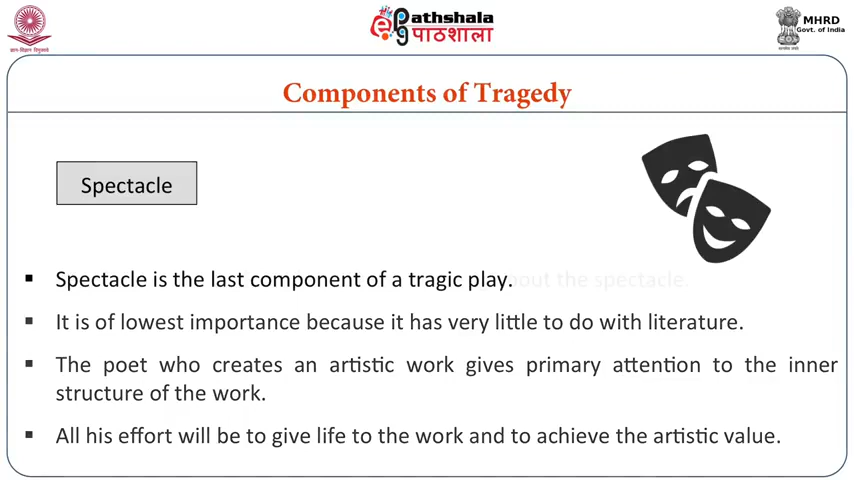 ePathshala
पाठशाला
MHRD
Govt. of India
Components of Tragedy
Spectacle
▪ Spectacle is the last component of a tragic play.
▪ It is of lowest importance because it has very little to do with literature.
▪ The poet who creates an artistic work gives primary attention to the inner
structure of the work.
▪ All his effort will be to give life to the work and to achieve the artistic value.